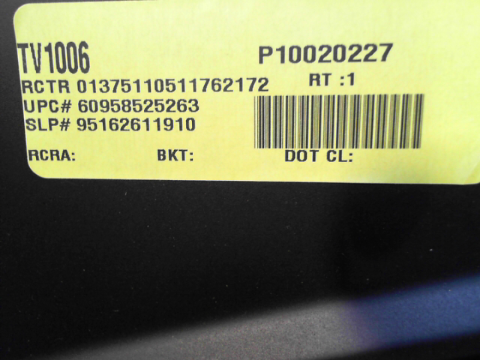 TV1006 P10020227
RCTR 01375110511762172 RT :1
UPC# 60958525263
SLP# 95162611910
RCRA: BKT: DOT CL: